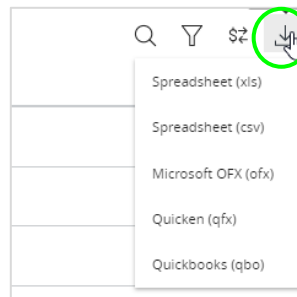 Spreadsheet (xls)
Spreadsheet (csv)
Microsoft OFX (ofx)
Quicken (qfx)
Quickbooks (qbo)